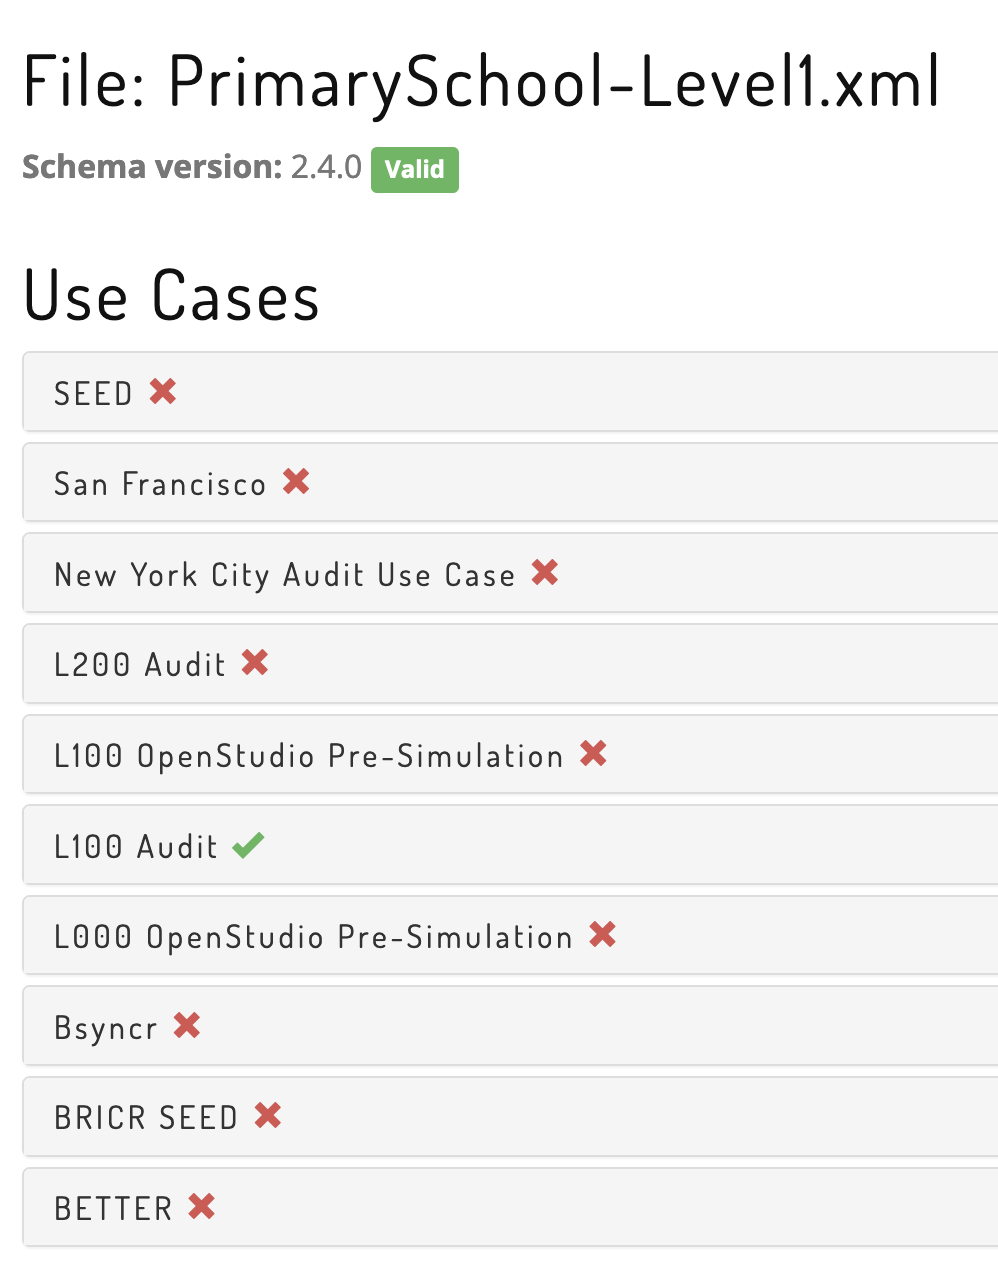 File: PrimarySchool-Level1.xml
Schema version: 2.4.0 Valid
Use Cases
SEED
San Francisco
New York City Audit Use Case
L200 Audit
L100 OpenStudio Pre-Simulation
L100 Audit
L000 OpenStudio Pre-Simulation
Bsyncr
BRICR SEED
BETTER